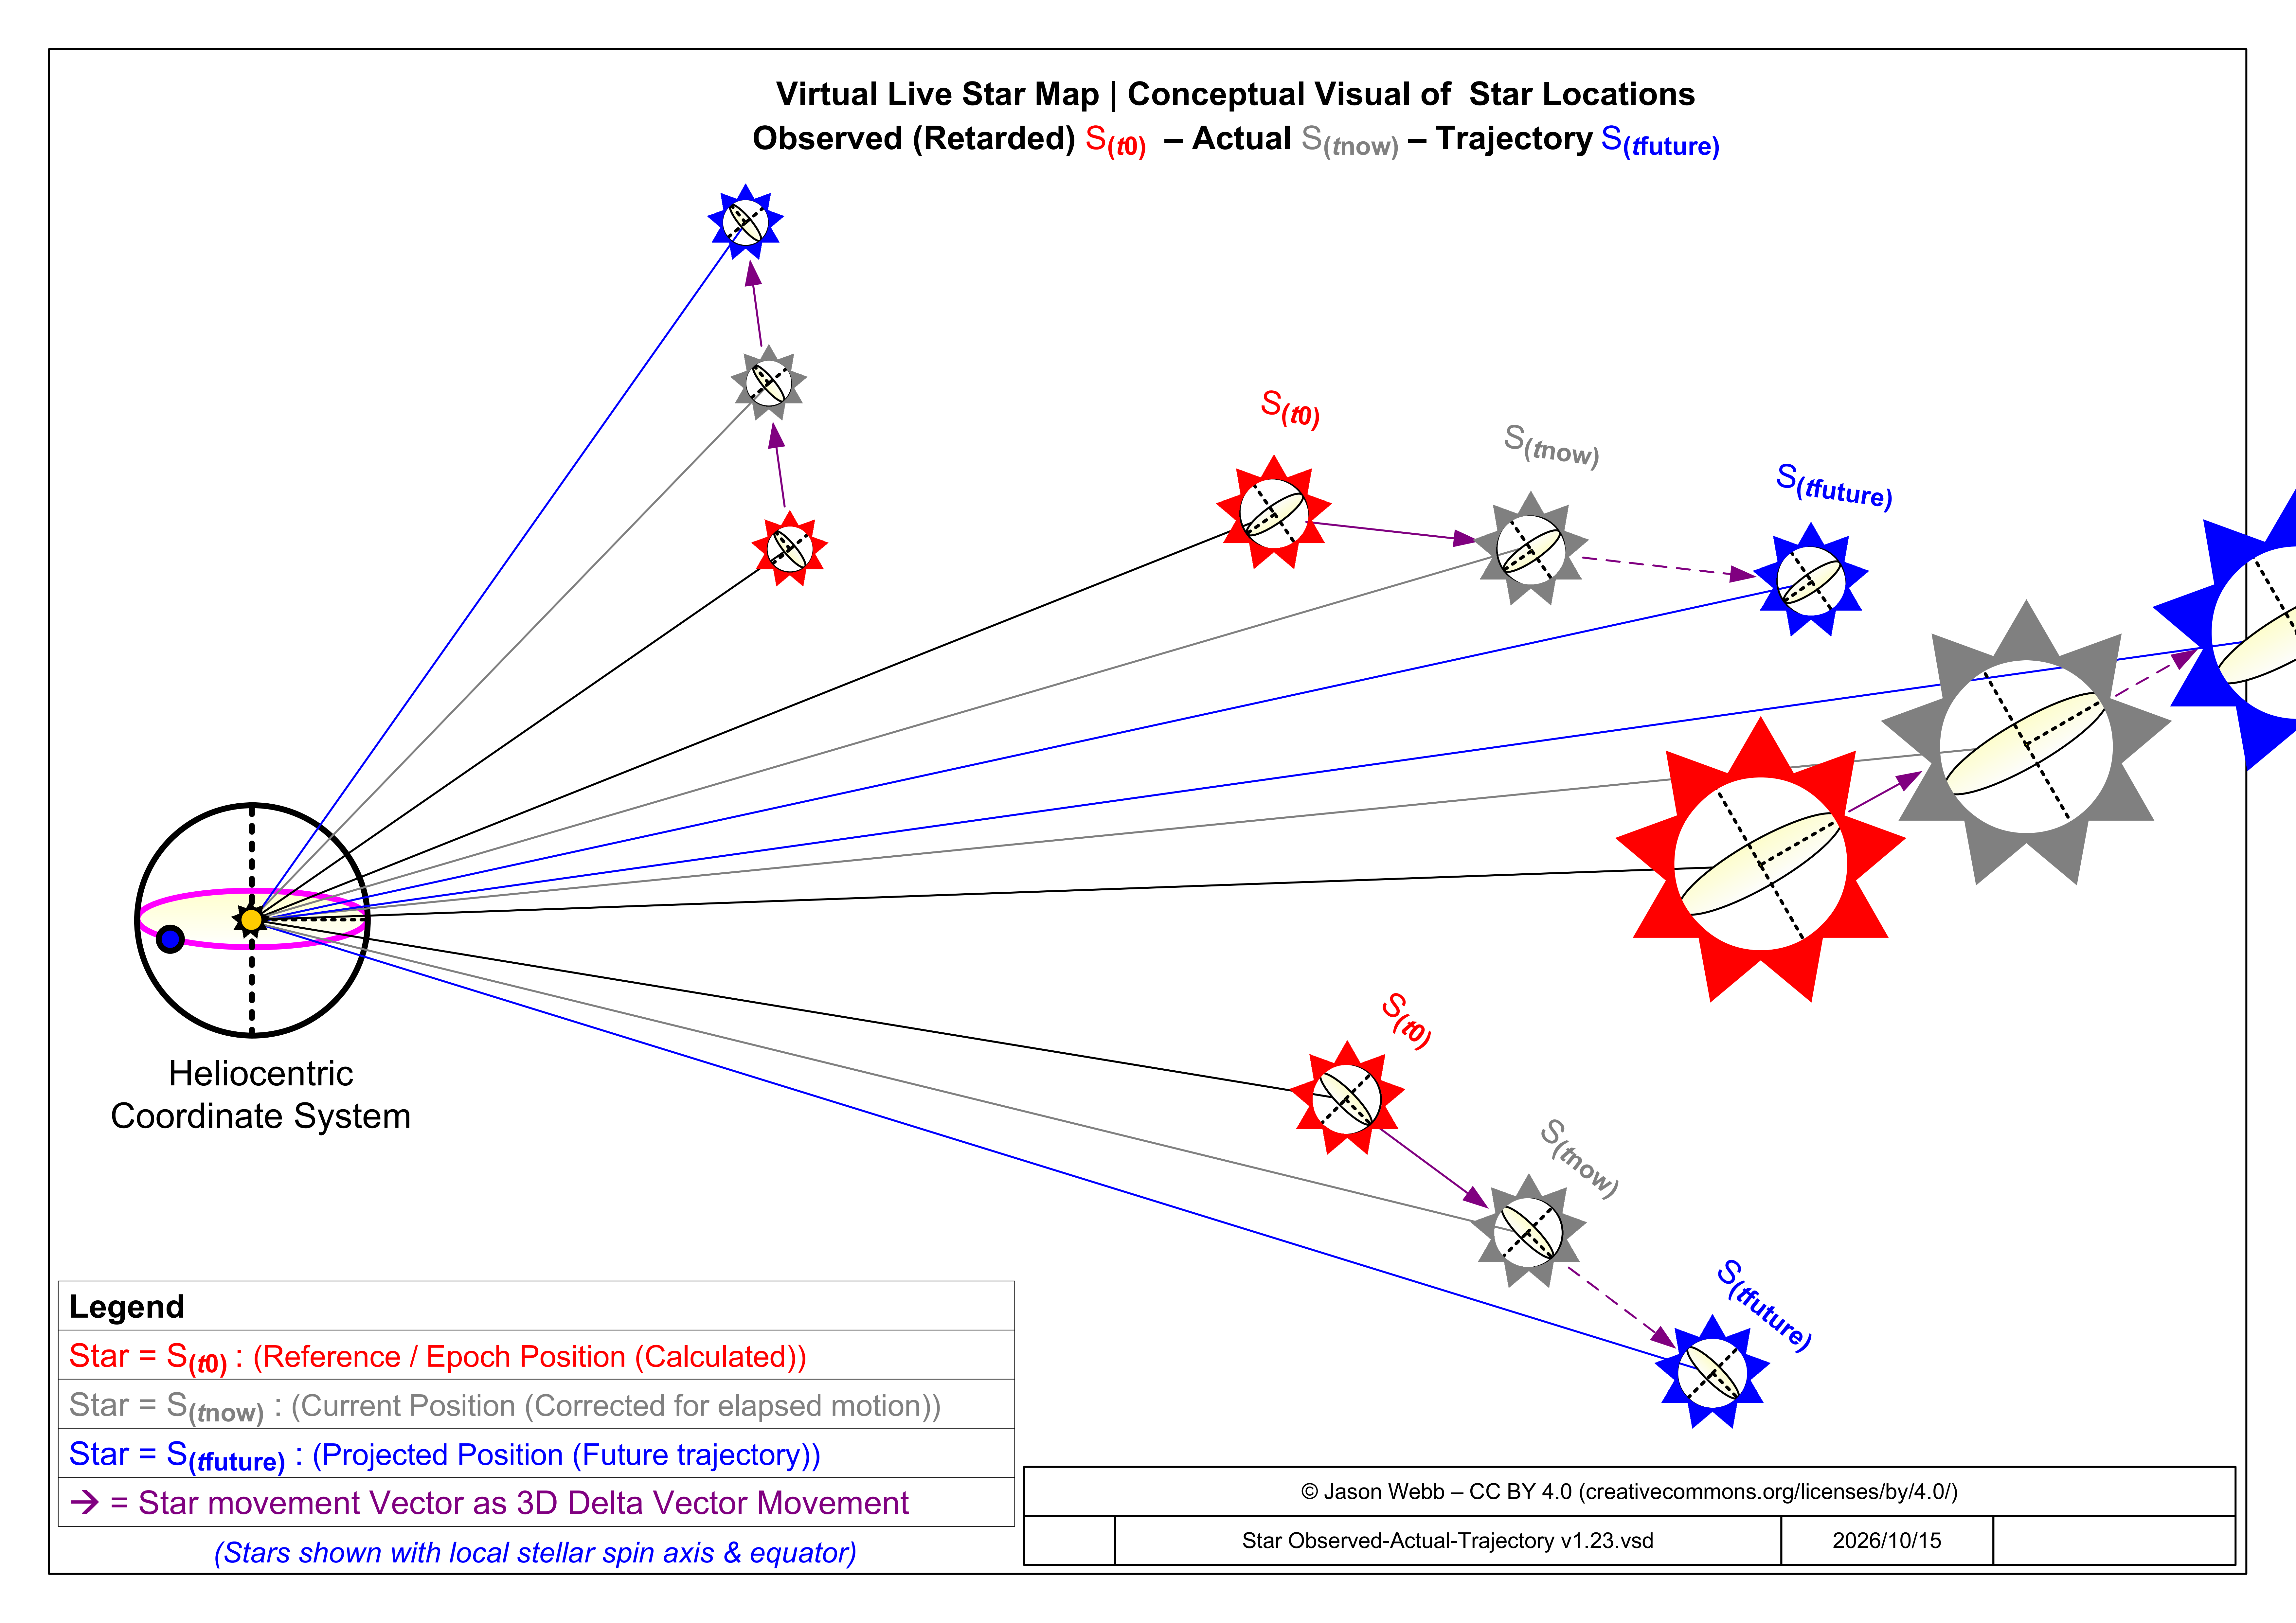 Virtual Live Star Map | Conceptual Visual of Star Locations
Observed (Retarded) S(t0) – Actual S(tnow) – Trajectory S(tfuture)
S(t0)
S(tnow)
S(tfuture)
S(t0)
S(tnow)
S(tfuture)
Heliocentric
Coordinate System
Legend
Star = S(t0) : (Reference / Epoch Position (Calculated))
Star = S(tnow) : (Current Position (Corrected for elapsed motion))
Star = S(tfuture) : (Projected Position (Future trajectory))
→ = Star movement Vector as 3D Delta Vector Movement
(Stars shown with local stellar spin axis & equator)
© Jason Webb – CC BY 4.0 (creativecommons.org/licenses/by/4.0/)
Star Observed-Actual-Trajectory v1.23.vsd
2026/10/15